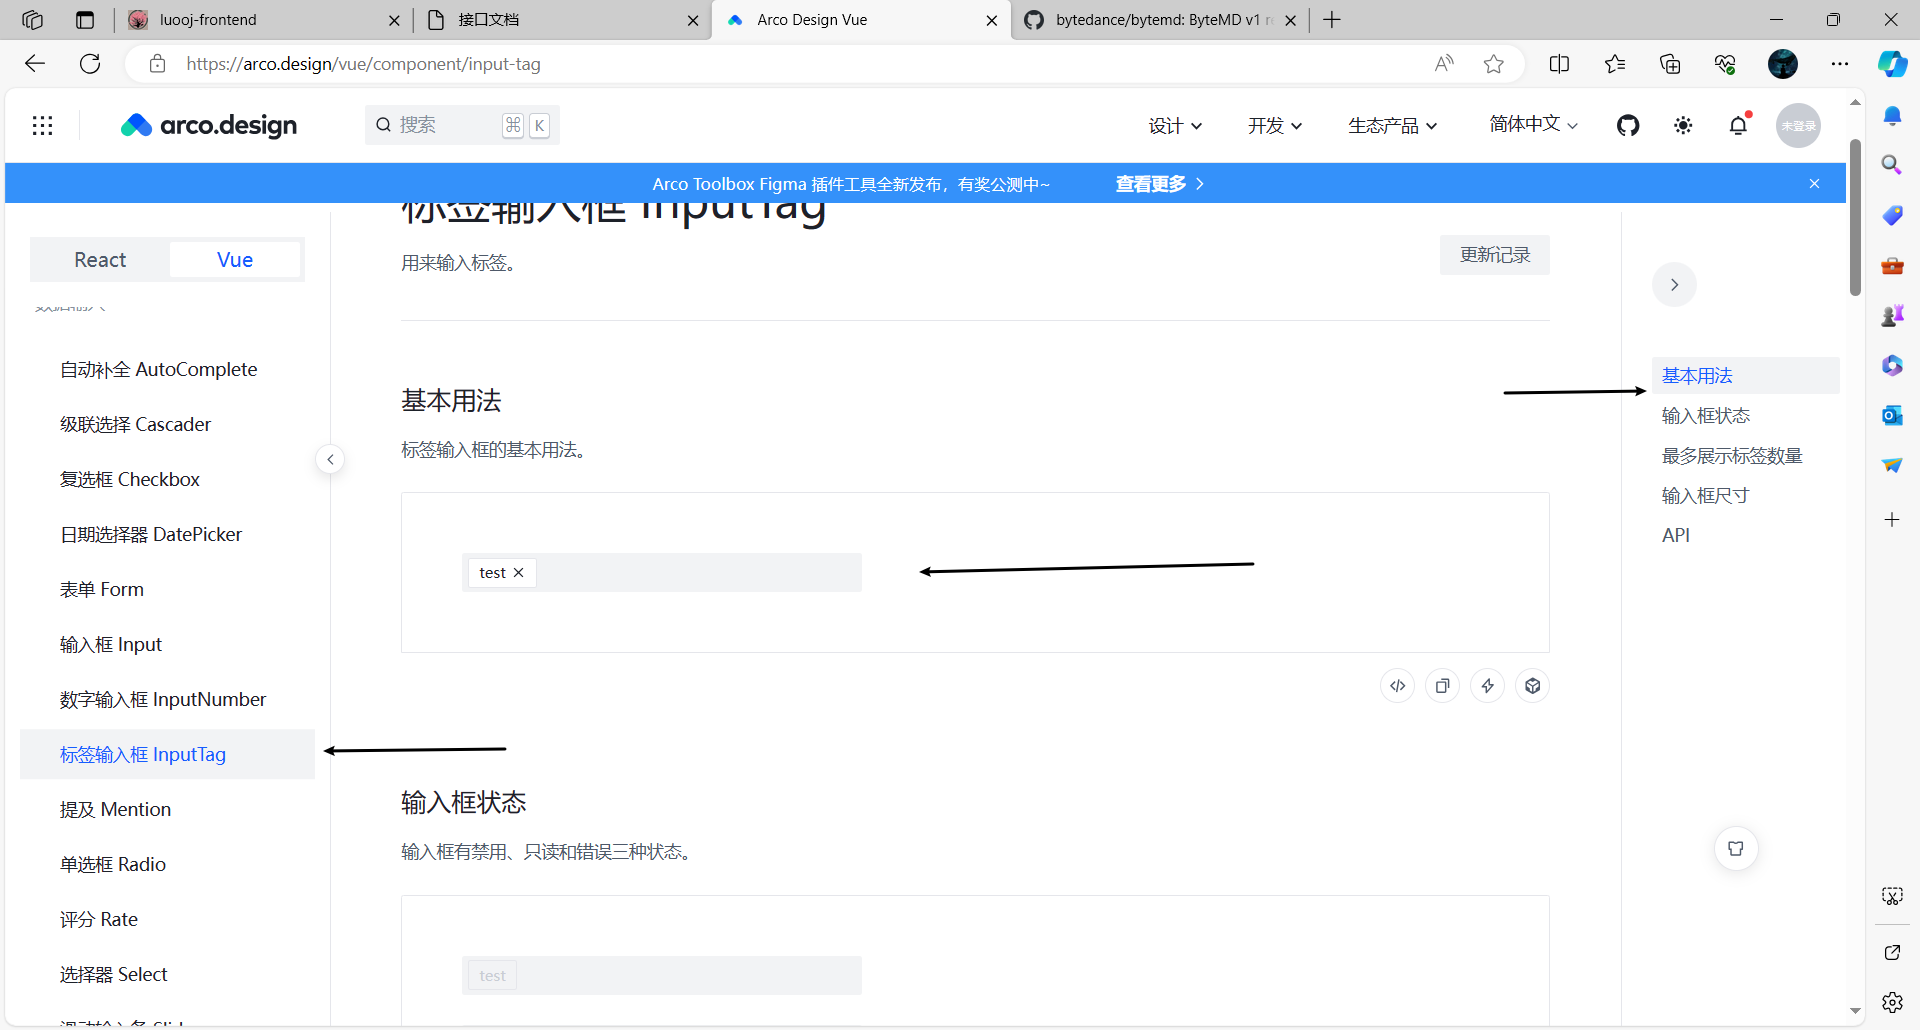 luooj-frontend
接口文档
Arco Design Vue
bytedance/bytemd: ByteMD v1 r
https://arco.design/vue/component/input-tag
arco.design
搜索
⌘ K
设计
开发
生态产品
简体中文
未登录
Arco Toolbox Figma 插件工具全新发布，有奖公测中~ 查看更多
标签输入框 InputTag
React
Vue
用来输入标签。
更新记录
数据输入
自动补全 AutoComplete
级联选择 Cascader
复选框 Checkbox
日期选择器 DatePicker
表单 Form
输入框 Input
数字输入框 InputNumber
标签输入框 InputTag
提及 Mention
单选框 Radio
评分 Rate
选择器 Select
基本用法
标签输入框的基本用法。
test
输入框状态
输入框有禁用、只读和错误三种状态。
test
基本用法
输入框状态
最多展示标签数量
输入框尺寸
API